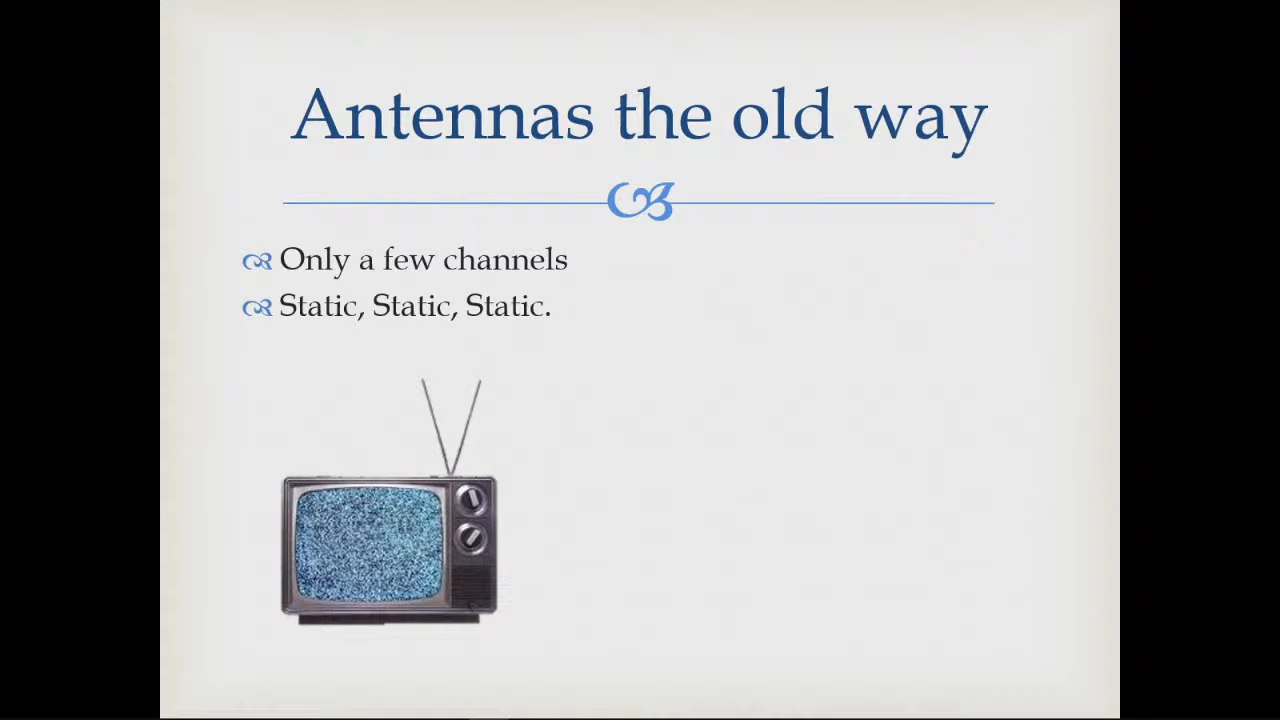 Antennas the old way
Only a few channels
Static, Static, Static.